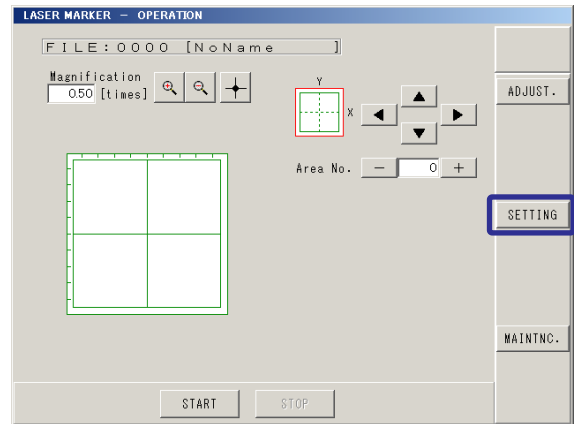 LASER MARKER － OPERATION
FILE:0000 [NoName ]
Magnification
0.50 [times]
Y
X
Area No. － 0 ＋
ADJUST.
SETTING
MAINTNC.
START STOP